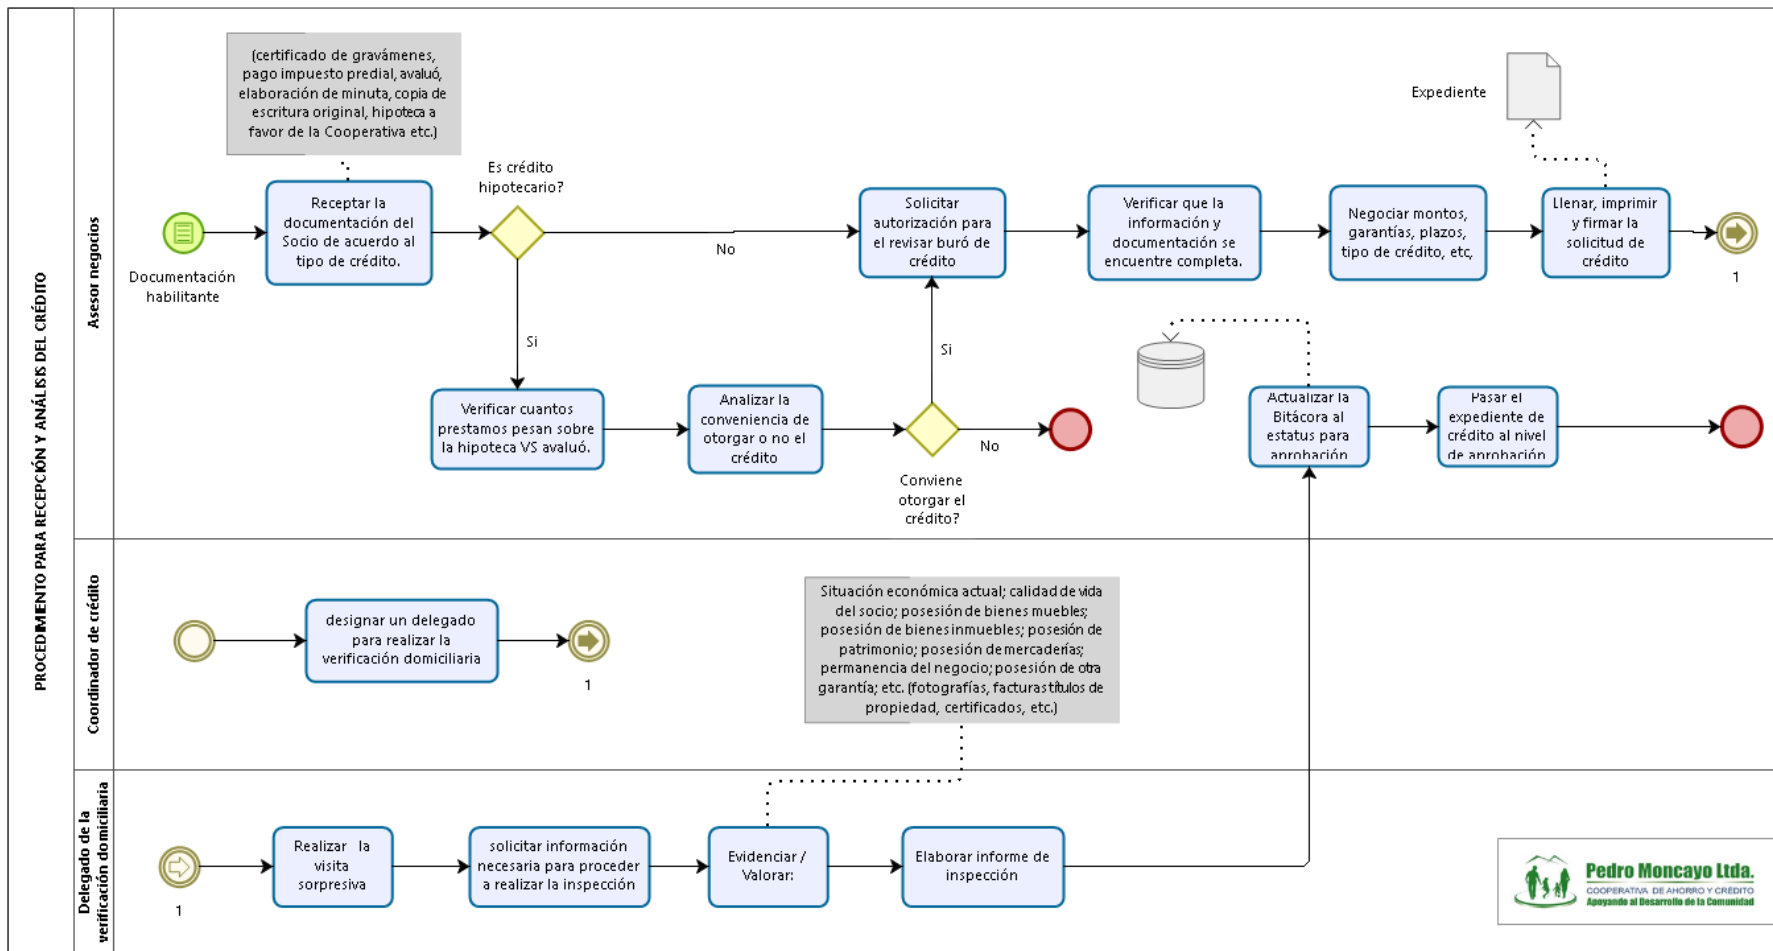 PROCEDIMIENTO PARA RECEPCIÓN Y ANÁLISIS DEL CRÉDITO
Asesor negocios
(certificado de gravámenes,
pago impuesto predial, avaluó,
elaboración de minuta, copia de
escritura original, hipoteca a
favor de la Cooperativa etc.)
Documentación
habilitante
Receptar la
documentación del
Socio de acuerdo al
tipo de crédito.
Es crédito
hipotecario?
No
Si
Solicitar
autorización para
el revisar buró de
crédito
Verificar que la
información y
documentación se
encuentre completa.
Negociar montos,
garantías, plazos,
tipo de crédito, etc,
Expediente
Llenar, imprimir
y firmar la
solicitud de
crédito
1
Verificar cuantos
prestamos pesan sobre
la hipoteca VS avaluó.
Analizar la
conveniencia de
otorgar o no el
crédito
Si
No
Conviene
otorgar el
crédito?
Actualizar la
Bitácora al
estatus para
aprobación
Pasar el
expediente de
crédito al nivel
de aprobación
Coordinador de crédito
designar un delegado
para realizar la
verificación domiciliaria
1
Situación económica actual; calidad de vida
del socio; posesión de bienes muebles;
posesión de bienes inmuebles; posesión de
patrimonio; posesión de mercaderías;
permanencia del negocio; posesión de otra
garantía; etc. (fotografías, facturas títulos de
propiedad, certificados, etc.)
Delegado de la
verificación domiciliaria
1
Realizar la
visita
sorpresiva
solicitar información
necesaria para proceder
a realizar la inspección
Evidenciar /
Valorar:
Elaborar informe de
inspección
Pedro Moncayo Ltda.
COOPERATIVA DE AHORRO Y CRÉDITO
Apoyando al Desarrollo de la Comunidad